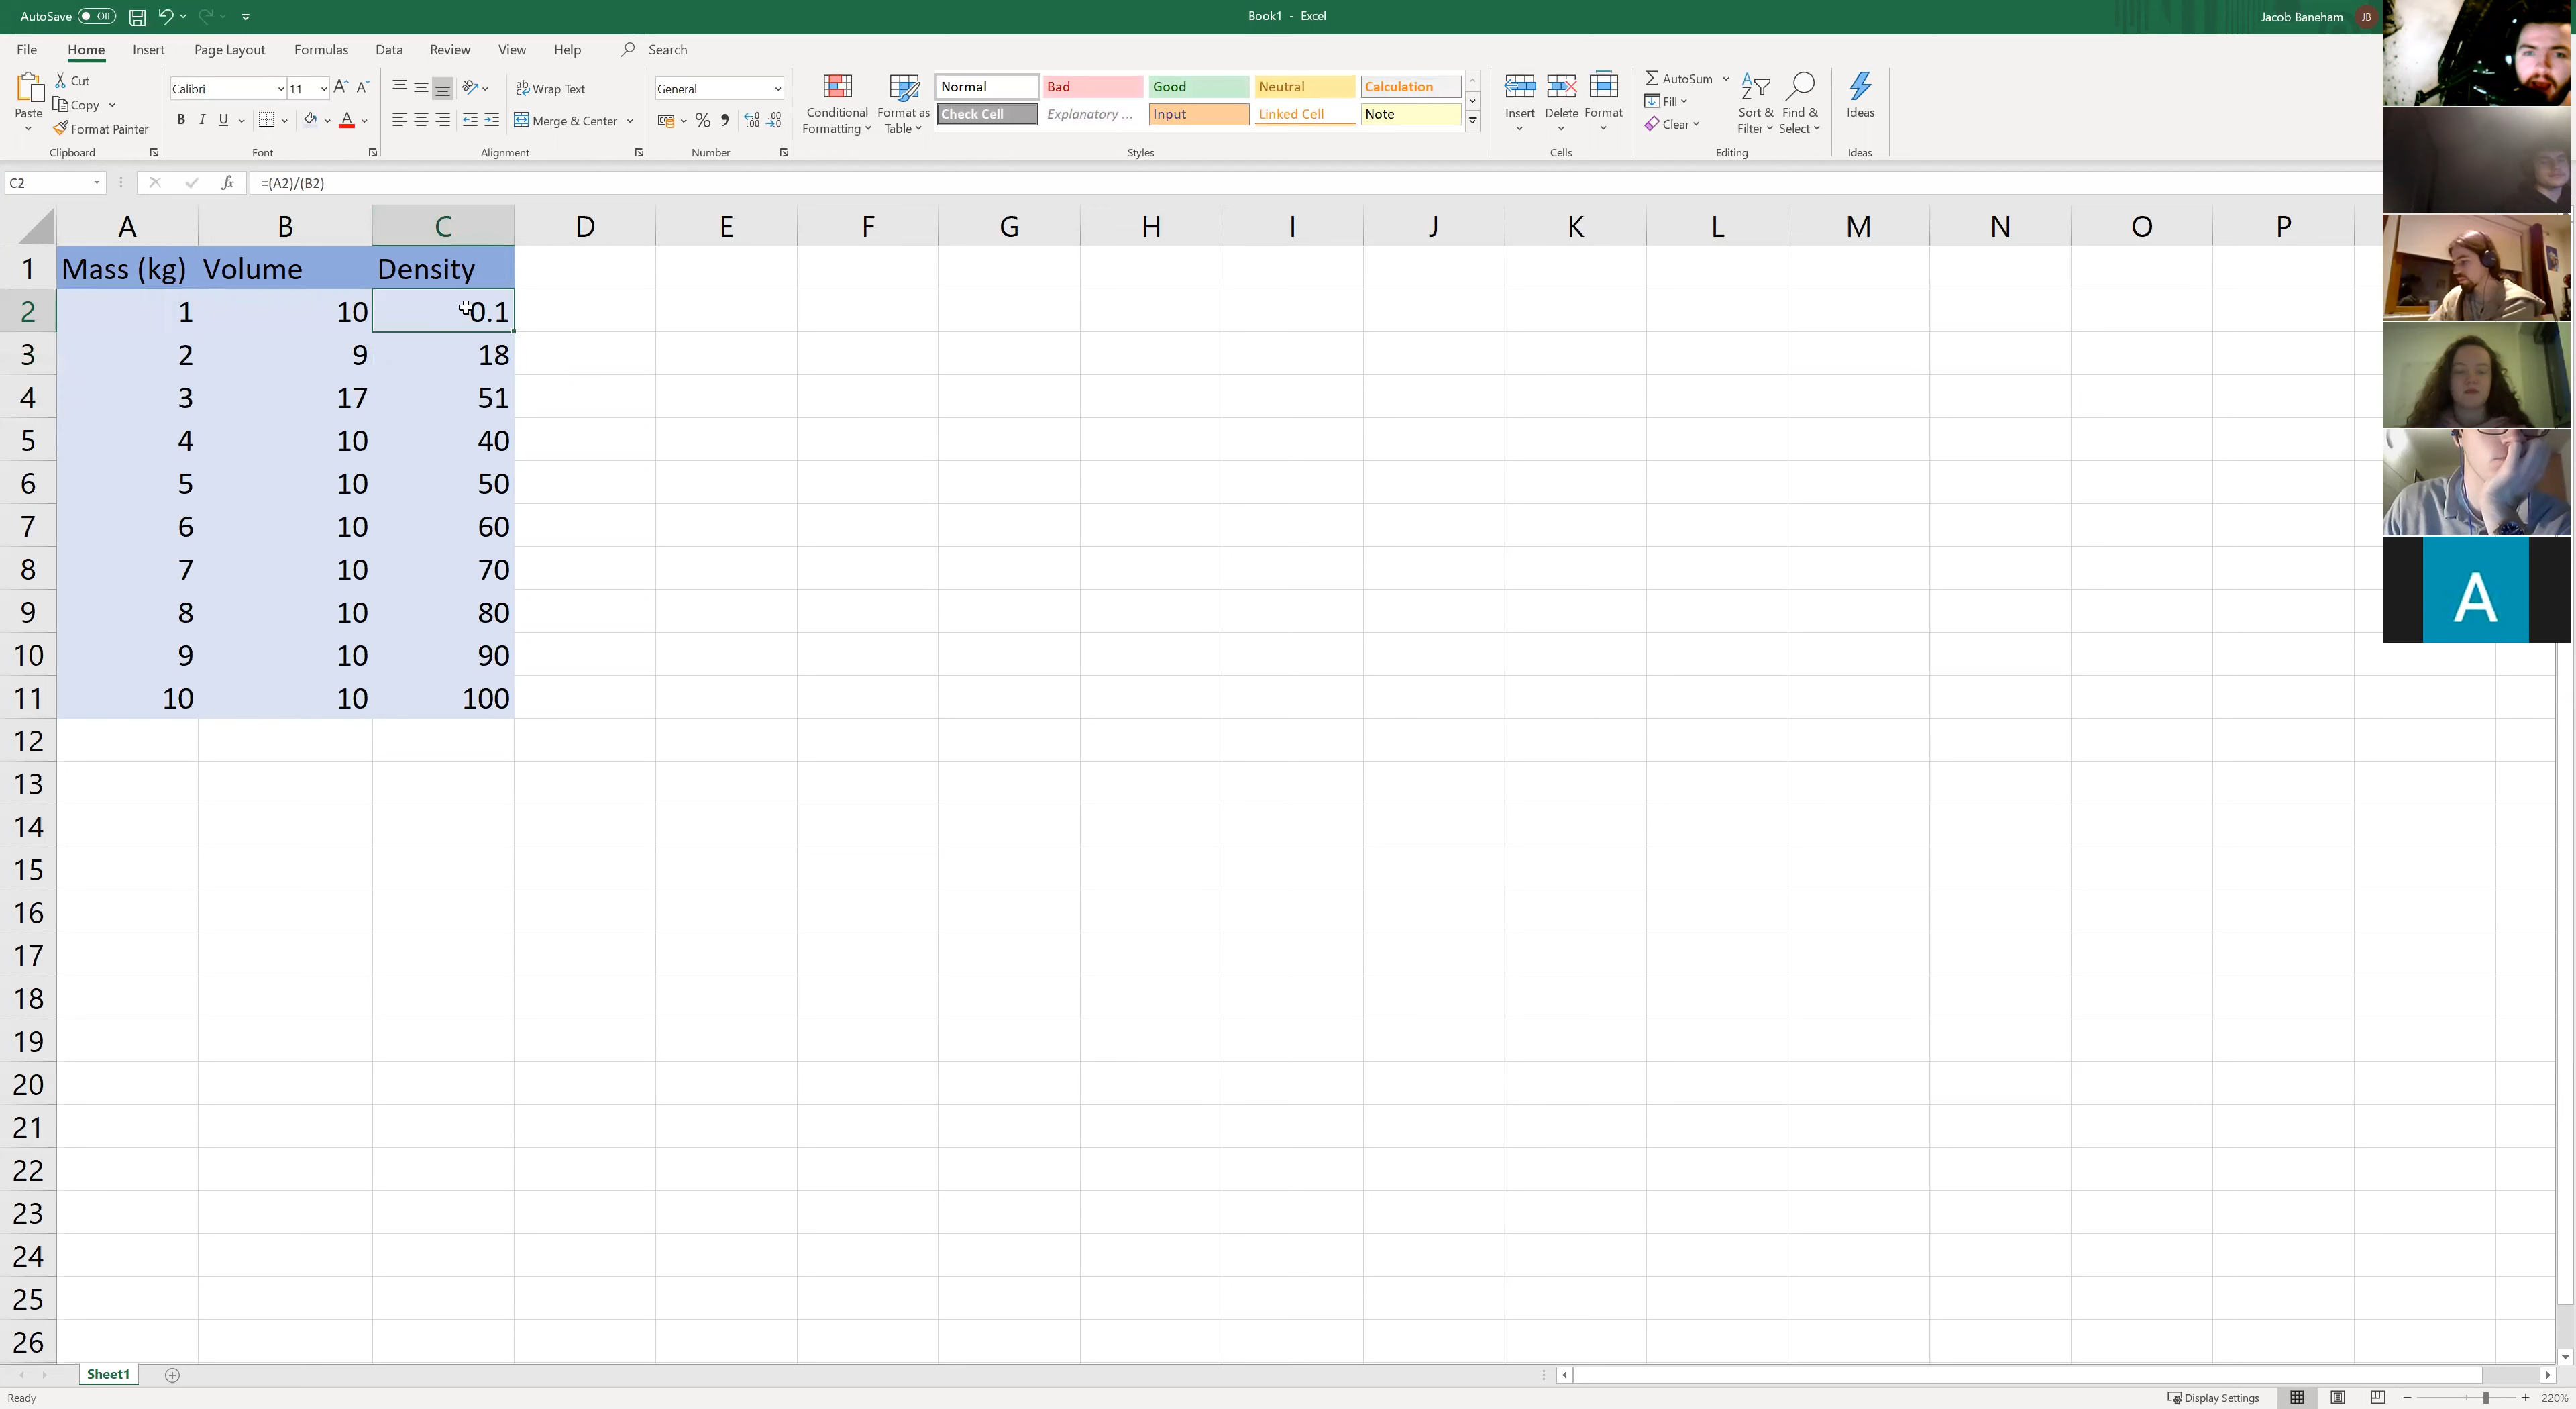 AutoSave Off
Book1 - Excel
Jacob Baneham JB
File Home Insert Page Layout Formulas Data Review View Help Search
Paste
Cut
Copy
Format Painter
Clipboard
Calibri 11
B I U A
Font
ab Wrap Text
Merge & Center
Alignment
General
%
Number
Conditional Formatting
Format as Table
Normal Bad Good Neutral Calculation
Check Cell Explanatory ... Input Linked Cell Note
Styles
Insert Delete Format
Cells
AutoSum
Fill
Clear
Sort & Filter
Find & Select
Editing
Ideas
Ideas
C2 fx =(A2)/(B2)
A B C D E F G H I J K L M N O P
1 Mass (kg) Volume Density
2 1 10 0.1
3 2 9 18
4 3 17 51
5 4 10 40
6 5 10 50
7 6 10 60
8 7 10 70
9 8 10 80
10 9 10 90
11 10 10 100
12
13
14
15
16
17
18
19
20
21
22
23
24
25
26
A
Sheet1
Ready
Display Settings
220%